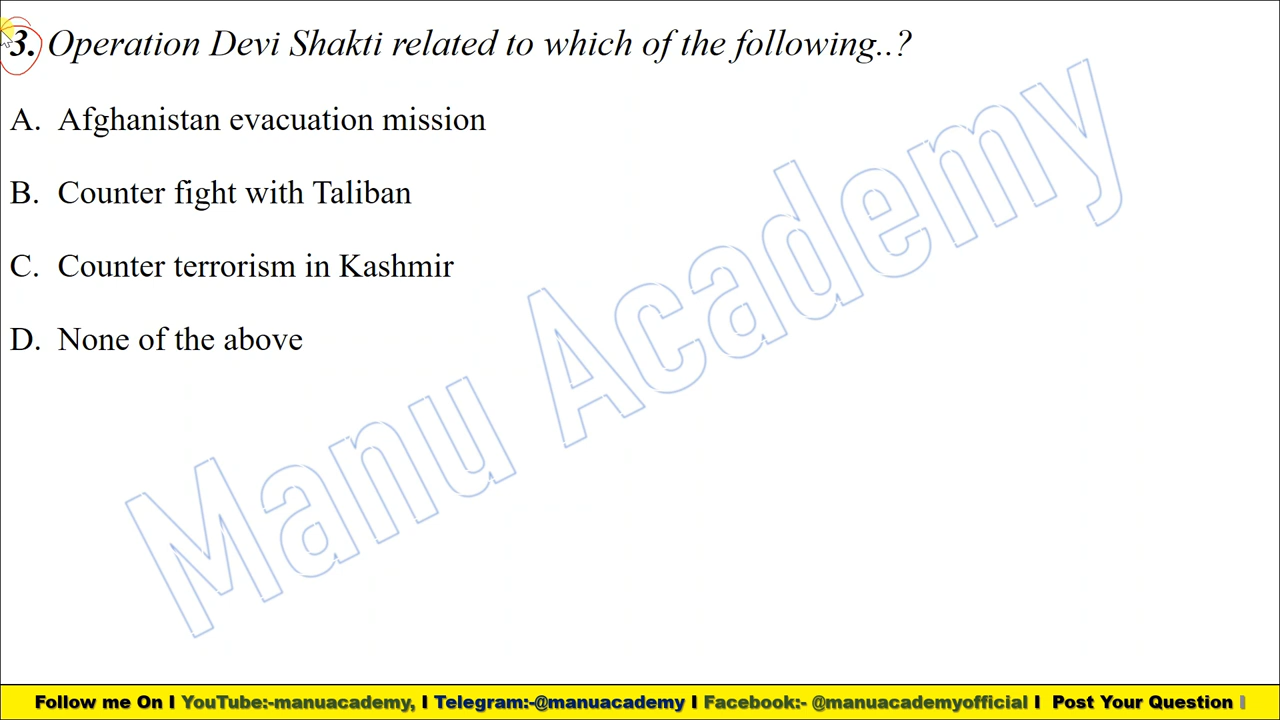 3. Operation Devi Shakti related to which of the following..?
A. Afghanistan evacuation mission
B. Counter fight with Taliban
C. Counter terrorism in Kashmir
D. None of the above
Manu Academy
Follow me On I YouTube:-manuacademy, I Telegram:-@manuacademy I Facebook:- @manuacademyofficial I Post Your Question I